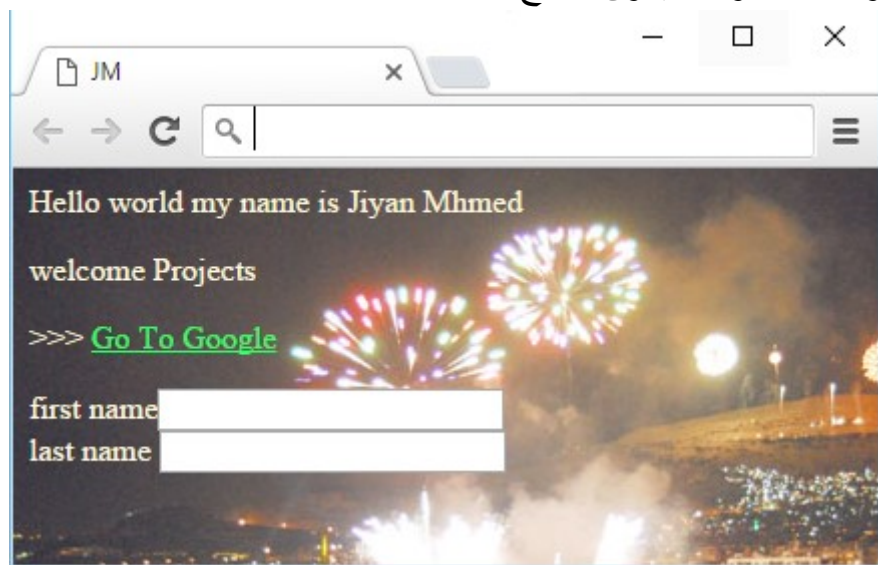 JM
Hello world my name is Jiyan Mhmed
welcome Projects
>>> Go To Google
first name
last name